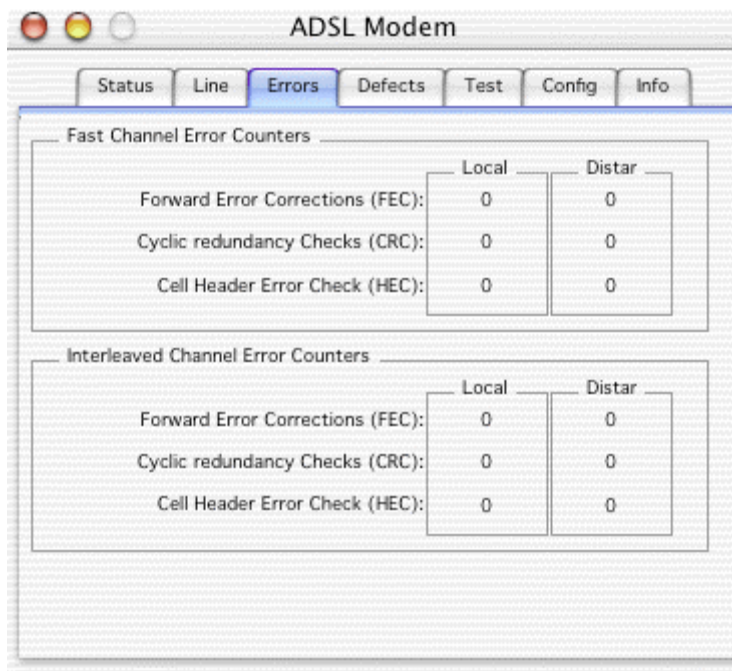 ADSL Modem
Status Line Errors Defects Test Config Info
Fast Channel Error Counters
Local Distar
Forward Error Corrections (FEC): 0 0
Cyclic redundancy Checks (CRC): 0 0
Cell Header Error Check (HEC): 0 0
Interleaved Channel Error Counters
Local Distar
Forward Error Corrections (FEC): 0 0
Cyclic redundancy Checks (CRC): 0 0
Cell Header Error Check (HEC): 0 0